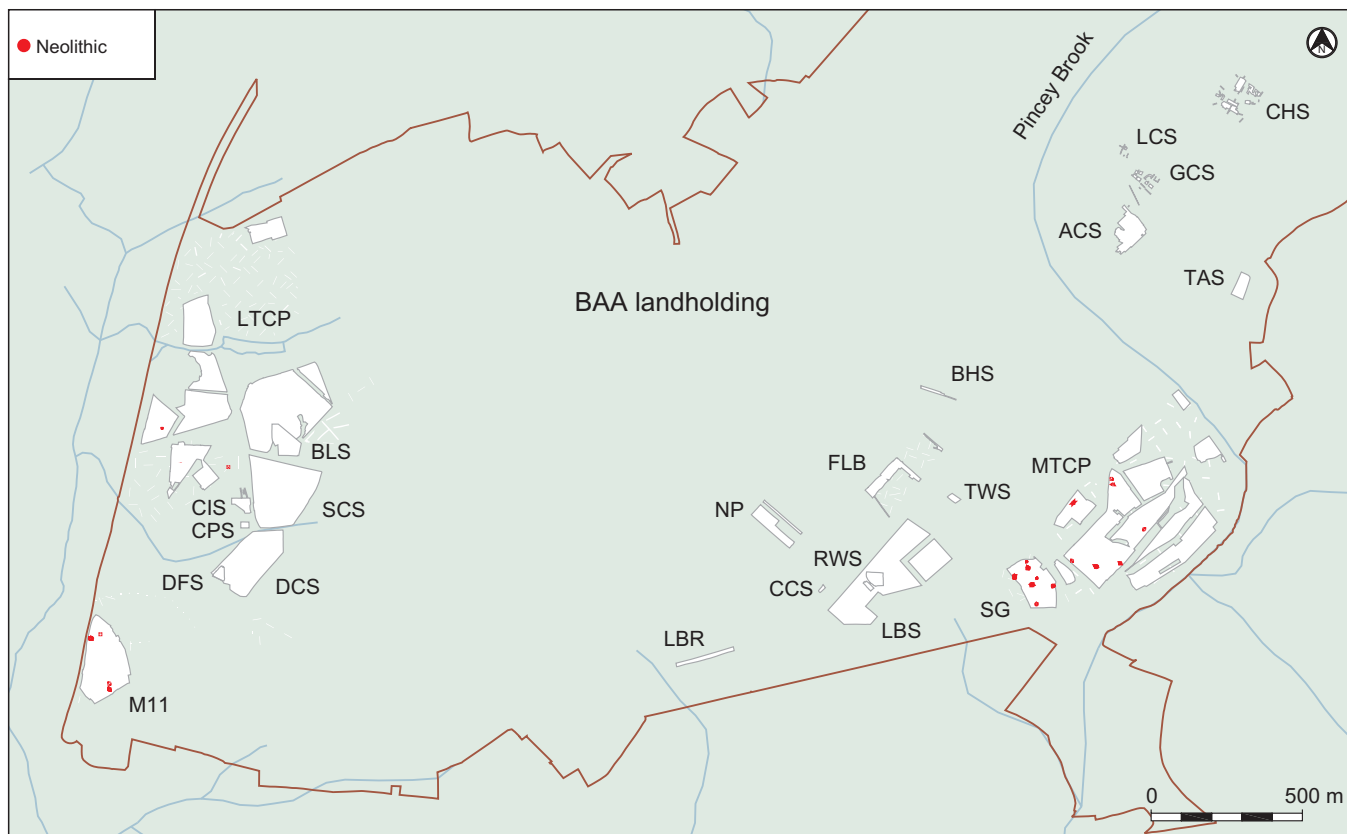 Neolithic
N
Pincey Brook
CHS
LCS
GCS
ACS
TAS
BAA landholding
LTCP
BHS
BLS
FLB
MTCP
TWS
CIS
SCS
NP
CPS
RWS
DFS
DCS
CCS
SG
LBS
LBR
M11
0 500 m